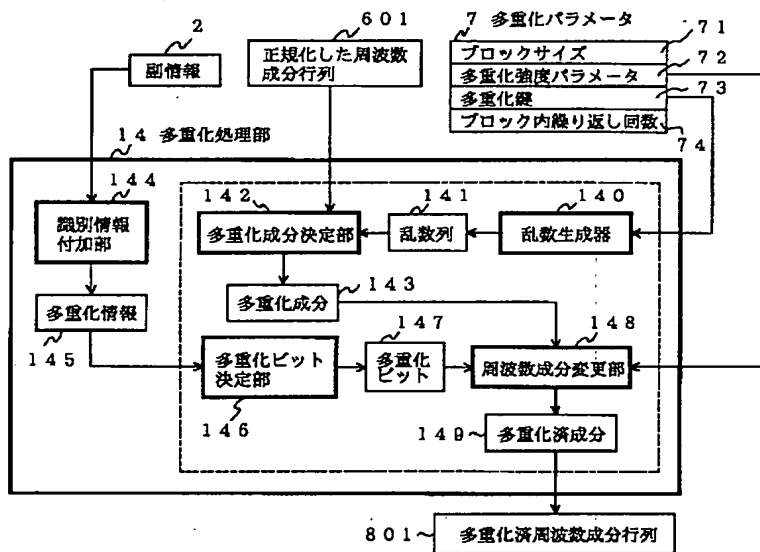 2
副情報
601
正規化した周波数
成分行列
7 多重化パラメータ
ブロックサイズ
71
多重化強度パラメータ
72
多重化鍵
73
ブロック内繰り返し回数
74
14 多重化処理部
144
識別情報
付加部
142
多重化成分決定部
141
乱数列
140
乱数生成器
多重化成分
143
多重化情報
145
多重化ビット
決定部
146
147
多重化
ビット
148
周波数成分変更部
149
多重化済成分
801
多重化済周波数成分行列